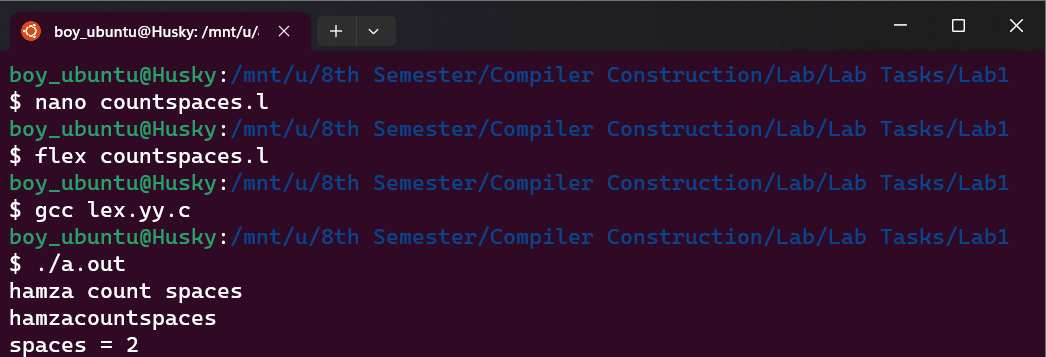 boy_ubuntu@Husky: /mnt/u/
boy_ubuntu@Husky:/mnt/u/8th Semester/Compiler Construction/Lab/Lab Tasks/Lab1
$ nano countspaces.l
boy_ubuntu@Husky:/mnt/u/8th Semester/Compiler Construction/Lab/Lab Tasks/Lab1
$ flex countspaces.l
boy_ubuntu@Husky:/mnt/u/8th Semester/Compiler Construction/Lab/Lab Tasks/Lab1
$ gcc lex.yy.c
boy_ubuntu@Husky:/mnt/u/8th Semester/Compiler Construction/Lab/Lab Tasks/Lab1
$ ./a.out
hamza count spaces
hamzacountspaces
spaces = 2